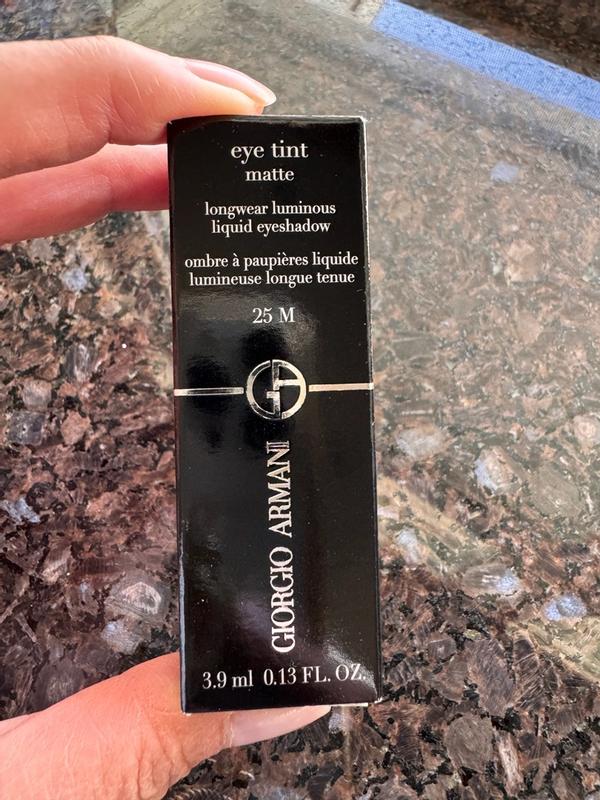 eye tint
matte
longwear luminous
liquid eyeshadow
ombre à paupières liquide
lumineuse longue tenue
25 M
GIORGIO ARMANI
3.9 ml 0.13 FL. OZ.